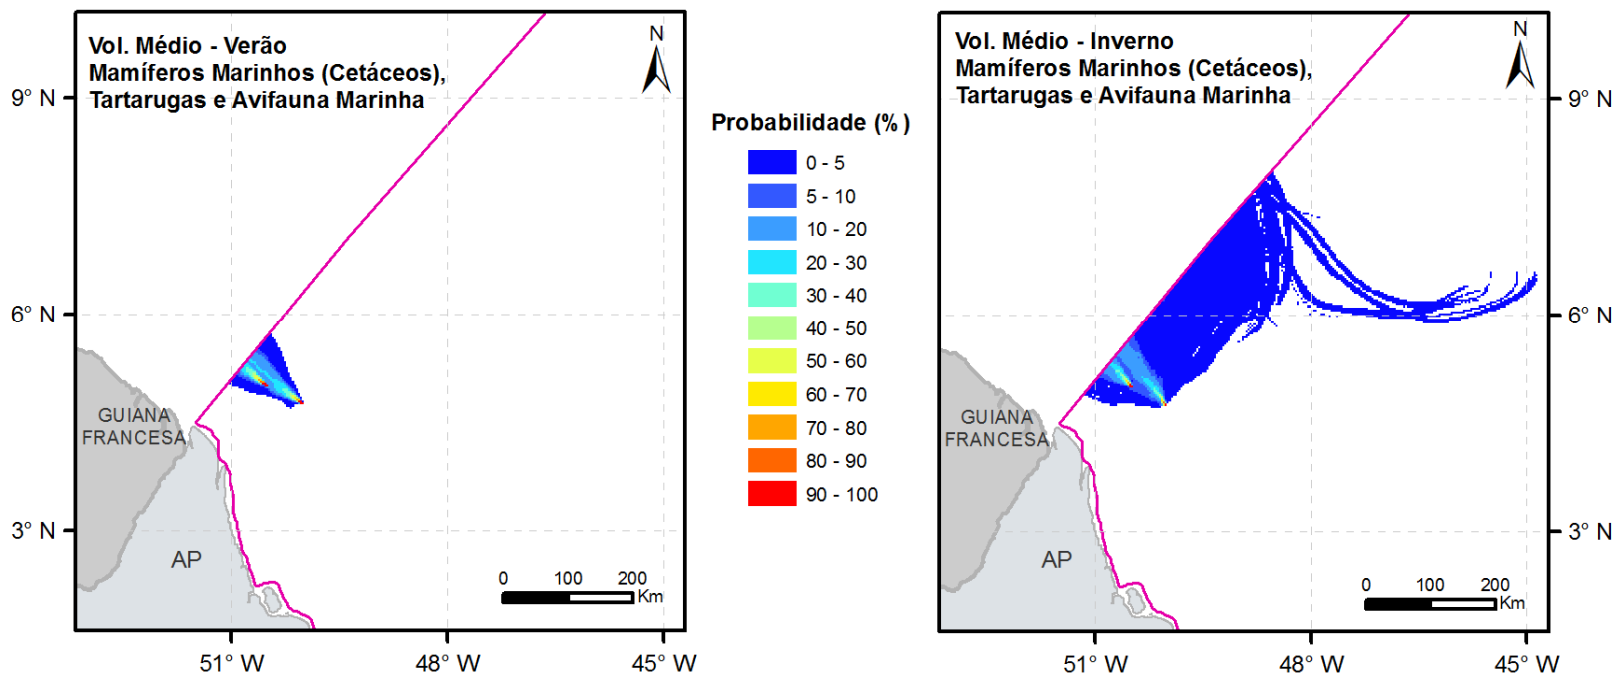 Vol. Médio - Verão
Mamíferos Marinhos (Cetáceos),
Tartarugas e Avifauna Marinha
N
9° N
6° N
3° N
GUIANA
FRANCESA
AP
0 100 200
Km
51° W
48° W
45° W
Probabilidade (%)
0 - 5
5 - 10
10 - 20
20 - 30
30 - 40
40 - 50
50 - 60
60 - 70
70 - 80
80 - 90
90 - 100
Vol. Médio - Inverno
Mamíferos Marinhos (Cetáceos),
Tartarugas e Avifauna Marinha
N
9° N
6° N
3° N
GUIANA
FRANCESA
AP
0 100 200
Km
51° W
48° W
45° W